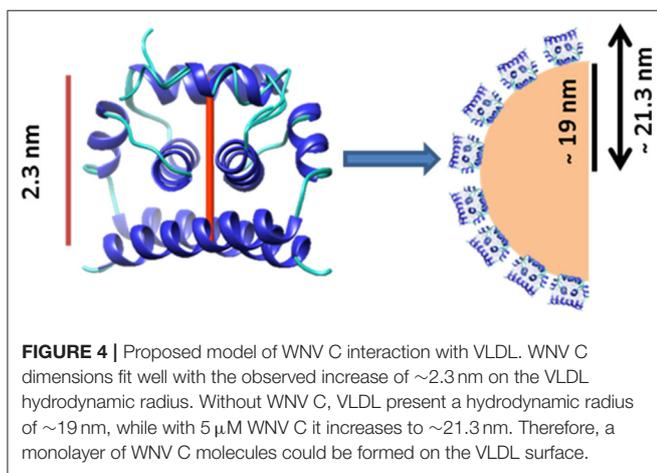 2.3 nm
~ 19 nm
~ 21.3 nm
FIGURE 4 | Proposed model of WNV C interaction with VLDL. WNV C
dimensions fit well with the observed increase of ∼2.3 nm on the VLDL
hydrodynamic radius. Without WNV C, VLDL present a hydrodynamic radius
of ∼19 nm, while with 5 µM WNV C it increases to ∼21.3 nm. Therefore, a
monolayer of WNV C molecules could be formed on the VLDL surface.